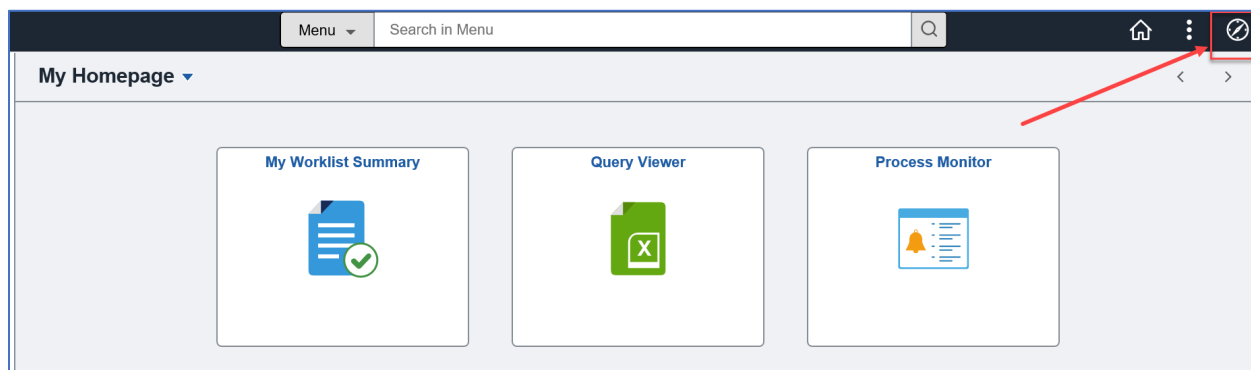 Menu Search in Menu
My Homepage
My Worklist Summary Query Viewer Process Monitor
X